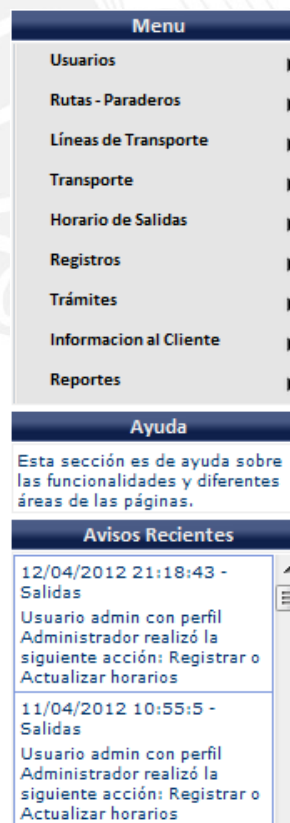 Menu
Usuarios
Rutas - Paraderos
Líneas de Transporte
Transporte
Horario de Salidas
Registros
Trámites
Informacion al Cliente
Reportes
Ayuda
Esta sección es de ayuda sobre
las funcionalidades y diferentes
áreas de las páginas.
Avisos Recientes
12/04/2012 21:18:43 -
Salidas
Usuario admin con perfil
Administrador realizó la
siguiente acción: Registrar o
Actualizar horarios
11/04/2012 10:55:5 -
Salidas
Usuario admin con perfil
Administrador realizó la
siguiente acción: Registrar o
Actualizar horarios